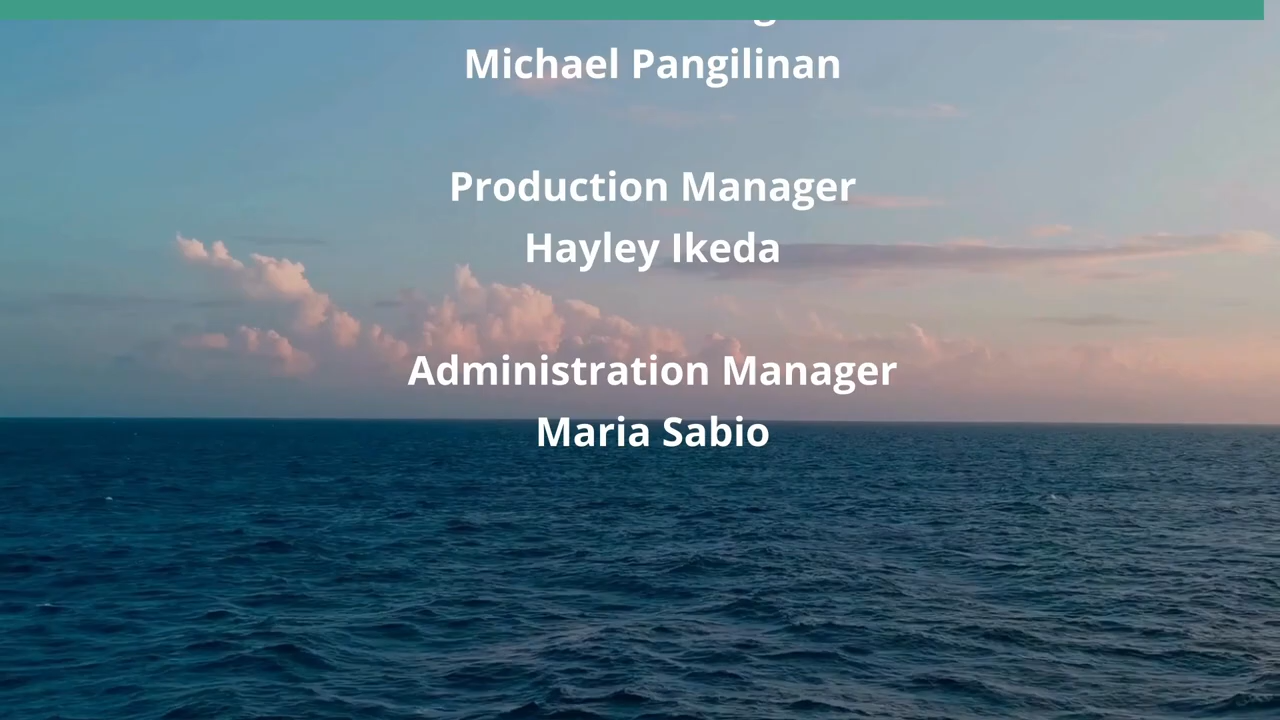 Michael Pangilinan
Production Manager
Hayley Ikeda
Administration Manager
Maria Sabio